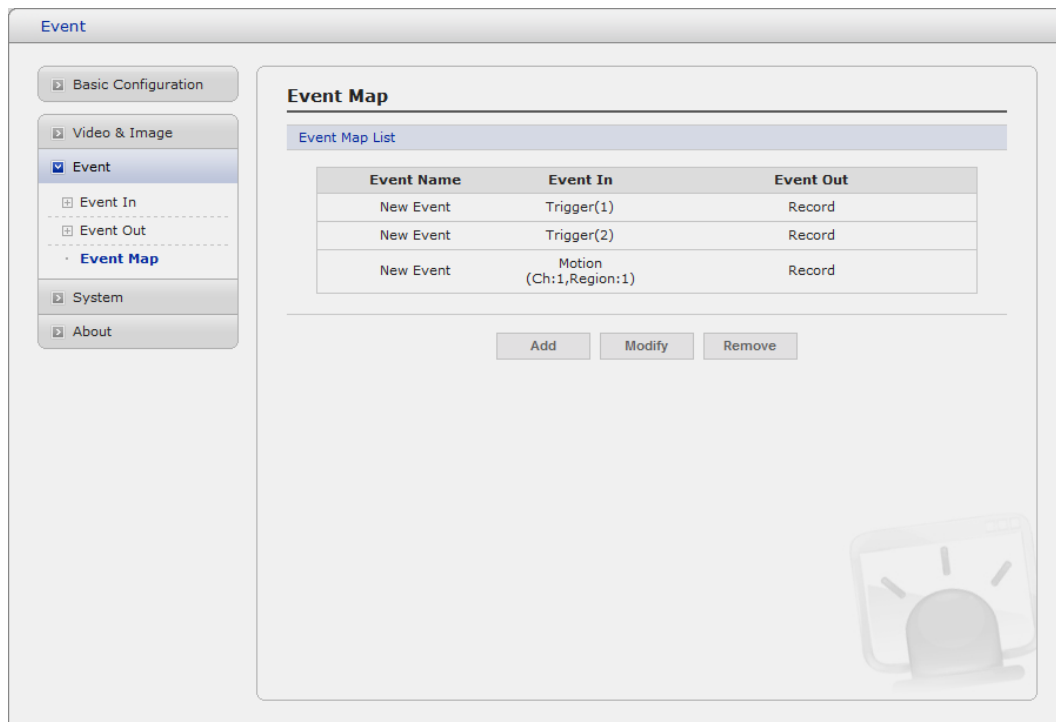 Event
Basic Configuration
Video & Image
Event
Event In
Event Out
Event Map
System
About
Event Map
Event Map List
Event Name Event In Event Out
New Event Trigger(1) Record
New Event Trigger(2) Record
New Event Motion
(Ch:1,Region:1) Record
Add Modify Remove